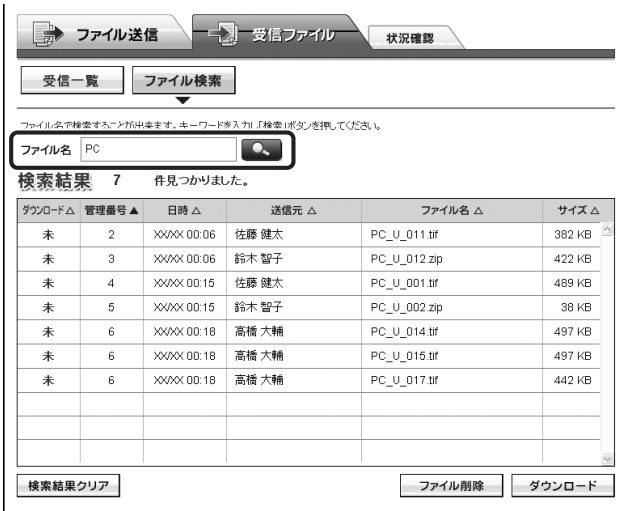 ファイル送信 受信ファイル 状況確認
受信一覧 ファイル検索
ファイル名で検索することが出来ます。キーワードを入力し「検索」ボタンを押してください。
ファイル名 PC
検索結果 7 件見つかりました。
ダウンロード△ 管理番号▲ 日時 △ 送信元 △ ファイル名 △ サイズ △
未 2 XX/XX 00:06 佐藤 健太 PC_U_011.tif 382 KB
未 3 XX/XX 00:06 鈴木 智子 PC_U_012.zip 422 KB
未 4 XX/XX 00:15 佐藤 健太 PC_U_001.tif 489 KB
未 5 XX/XX 00:15 鈴木 智子 PC_U_002.zip 38 KB
未 6 XX/XX 00:18 高橋 大輔 PC_U_014.tif 497 KB
未 6 XX/XX 00:18 高橋 大輔 PC_U_015.tif 497 KB
未 6 XX/XX 00:18 高橋 大輔 PC_U_017.tif 442 KB
検索結果クリア ファイル削除 ダウンロード